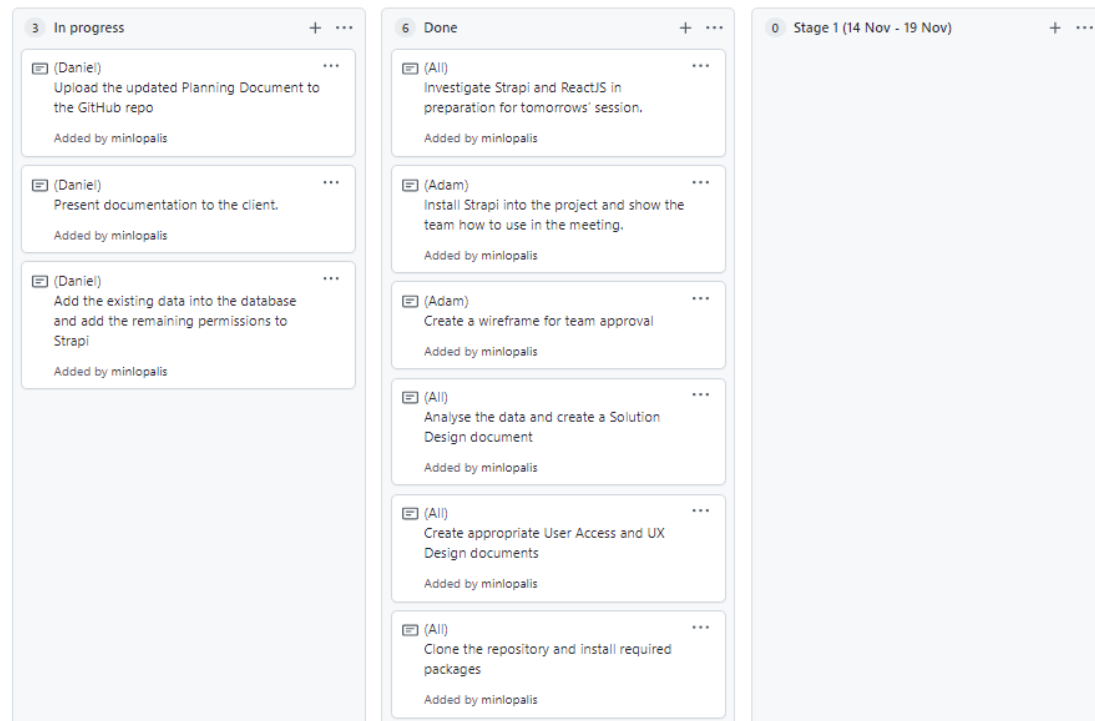 3 In progress
(Daniel)
Upload the updated Planning Document to
the GitHub repo
Added by minlopalis
(Daniel)
Present documentation to the client.
Added by minlopalis
(Daniel)
Add the existing data into the database
and add the remaining permissions to
Strapi
Added by minlopalis
6 Done
(All)
Investigate Strapi and ReactJS in
preparation for tomorrows' session.
Added by minlopalis
(Adam)
Install Strapi into the project and show the
team how to use in the meeting.
Added by minlopalis
(Adam)
Create a wireframe for team approval
Added by minlopalis
(All)
Analyse the data and create a Solution
Design document
Added by minlopalis
(All)
Create appropriate User Access and UX
Design documents
Added by minlopalis
(All)
Clone the repository and install required
packages
Added by minlopalis
0 Stage 1 (14 Nov - 19 Nov)